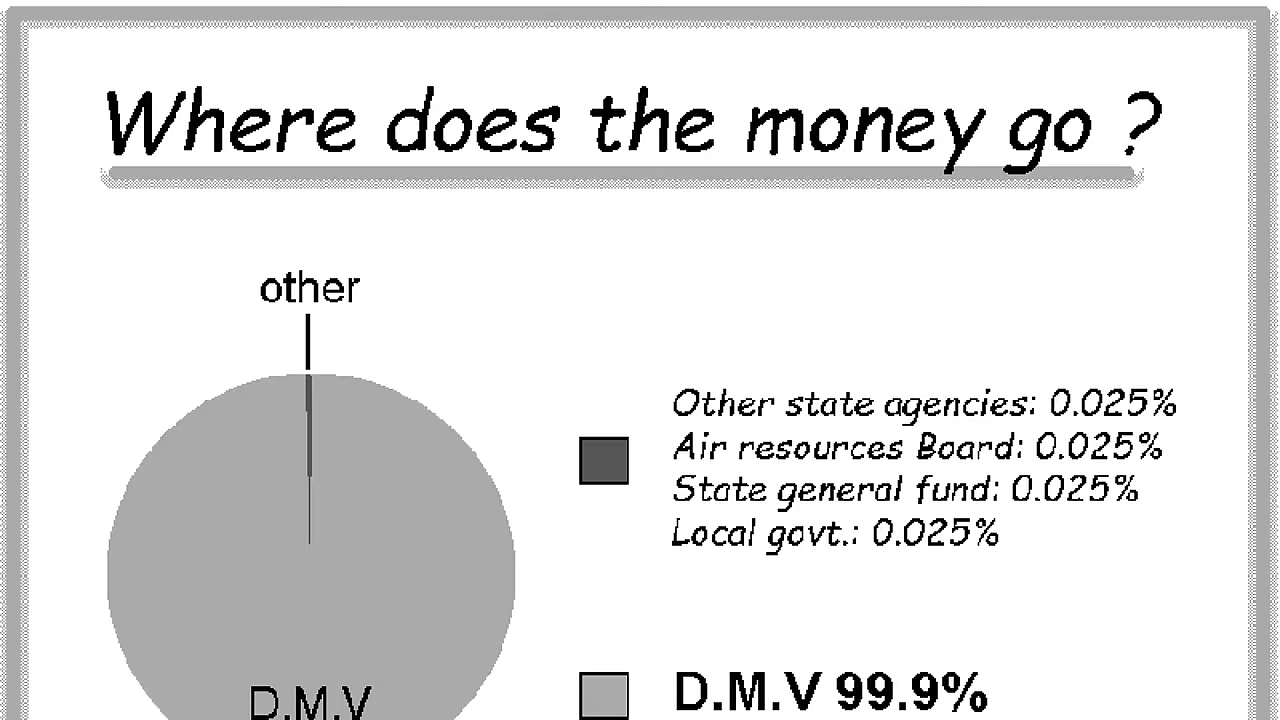 Where does the money go ?
other
Other state agencies: 0.025%
Air resources Board: 0.025%
State general fund: 0.025%
Local govt.: 0.025%
D.M.V 99.9%
D.M.V